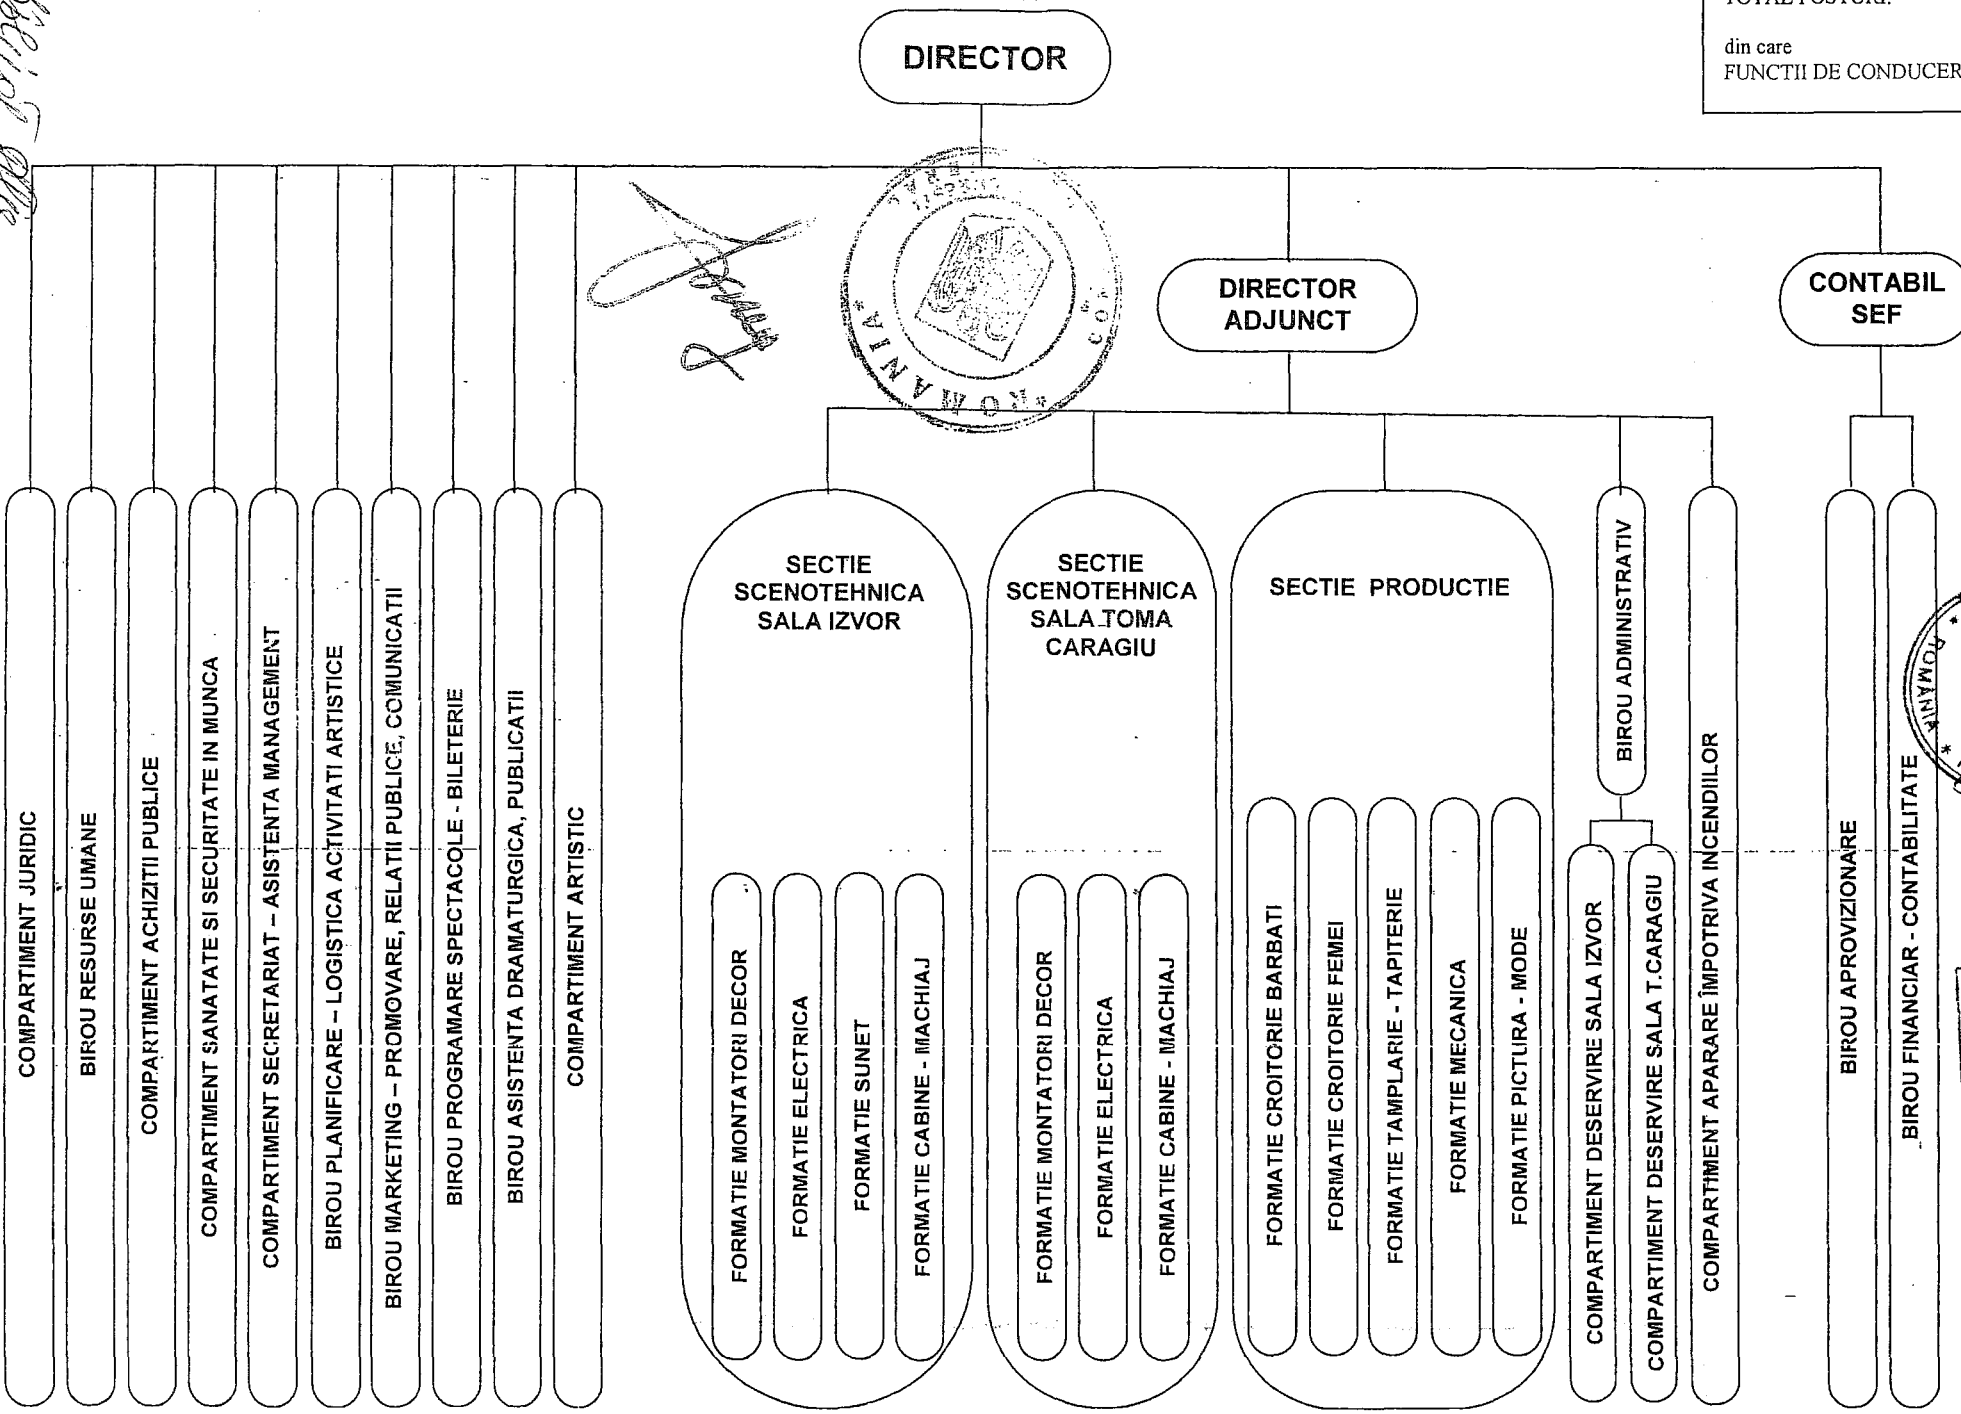 TOTAL POSTURI:
din care
FUNCTII DE CONDUCER
DIRECTOR
DIRECTOR
ADJUNCT
CONTABIL
SEF
COMPARTIMENT JURIDIC
BIROU RESURSE UMANE
COMPARTIMENT ACHIZITII PUBLICE
COMPARTIMENT SANATATE SI SECURITATE IN MUNCA
COMPARTIMENT SECRETARIAT – ASISTENTA MANAGEMENT
BIROU PLANIFICARE – LOGISTICA ACTIVITATI ARTISTICE
BIROU MARKETING – PROMOVARE, RELATII PUBLICE, COMUNICATII
BIROU PROGRAMARE SPECTACOLE - BILETERIE
BIROU ASISTENTA DRAMATURGICA, PUBLICATII
COMPARTIMENT ARTISTIC
SECTIE
SCENOTEHNICA
SALA IZVOR
FORMATIE MONTATORI DECOR
FORMATIE ELECTRICA
FORMATIE SUNET
FORMATIE CABINE - MACHIAJ
SECTIE
SCENOTEHNICA
SALA TOMA
CARAGIU
FORMATIE MONTATORI DECOR
FORMATIE ELECTRICA
FORMATIE CABINE - MACHIAJ
SECTIE PRODUCTIE
FORMATIE CROITORIE BARBATI
FORMATIE CROITORIE FEMEI
FORMATIE TAMPLARIE - TAPITERIE
FORMATIE MECANICA
FORMATIE PICTURA - MODE
BIROU ADMINISTRATIV
COMPARTIMENT DESERVIRE SALA IZVOR
COMPARTIMENT DESERVIRE SALA T.CARAGIU
COMPARTIMENT APARARE ÎMPOTRIVA INCENDIILOR
BIROU APROVIZIONARE
BIROU FINANCIAR - CONTABILITATE
*ROMANIA*
* ROMÂNIA *